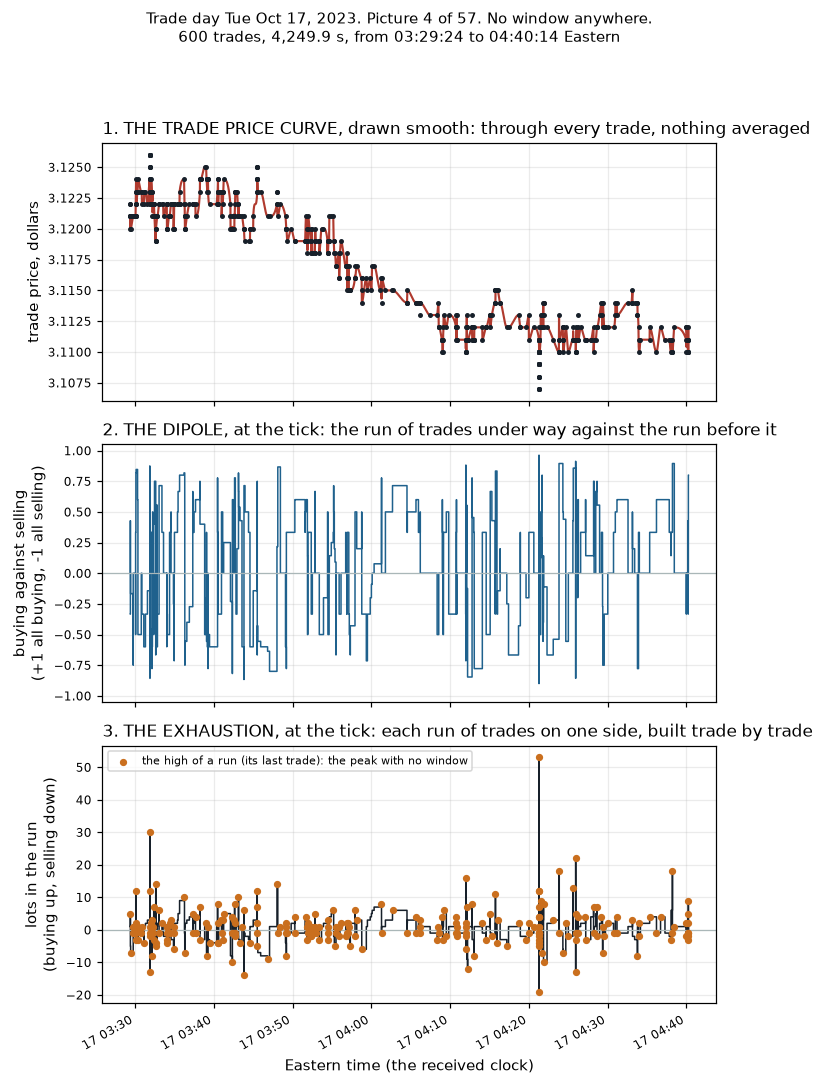 Trade day Tue Oct 17, 2023. Picture 4 of 57. No window anywhere.
600 trades, 4,249.9 s, from 03:29:24 to 04:40:14 Eastern
1. THE TRADE PRICE CURVE, drawn smooth: through every trade, nothing averaged
trade price, dollars
3.1250
3.1225
3.1200
3.1175
3.1150
3.1125
3.1100
3.1075
2. THE DIPOLE, at the tick: the run of trades under way against the run before it
buying against selling
(+1 all buying, -1 all selling)
1.00
0.75
0.50
0.25
0.00
−0.25
−0.50
−0.75
−1.00
3. THE EXHAUSTION, at the tick: each run of trades on one side, built trade by trade
the high of a run (its last trade): the peak with no window
lots in the run
(buying up, selling down)
50
40
30
20
10
0
−10
−20
17 03:30
17 03:40
17 03:50
17 04:00
17 04:10
17 04:20
17 04:30
17 04:40
Eastern time (the received clock)